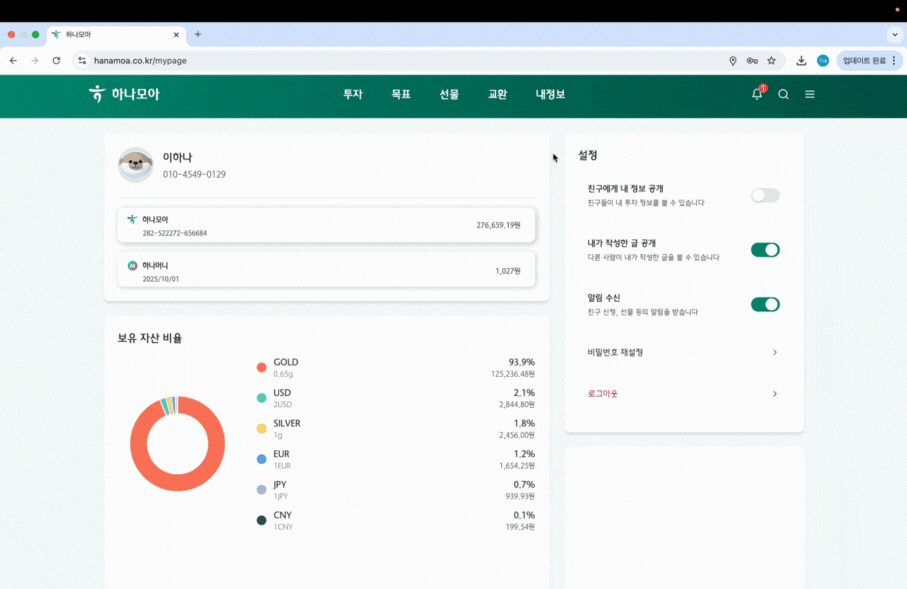 하나모아
hanamoa.co.kr/mypage
업데이트 완료
하나모아
투자
목표
선물
교환
내정보
이하나
010-4549-0129
하나모아
282-522272-656684
276,659.19원
하나머니
2025/10/01
1,027원
보유 자산 비율
GOLD
0.65g
93.9%
125,236.48원
USD
2USD
2.1%
2,844.80원
SILVER
1g
1.8%
2,456.00원
EUR
1EUR
1.2%
1,654.25원
JPY
1JPY
0.7%
939.93원
CNY
1CNY
0.1%
199.54원
설정
친구에게 내 정보 공개
친구들이 내 투자 정보를 볼 수 있습니다
내가 작성한 글 공개
다른 사람이 내가 작성한 글을 볼 수 있습니다
알림 수신
친구 신청, 선물 등의 알림을 받습니다
비밀번호 재설정
로그아웃